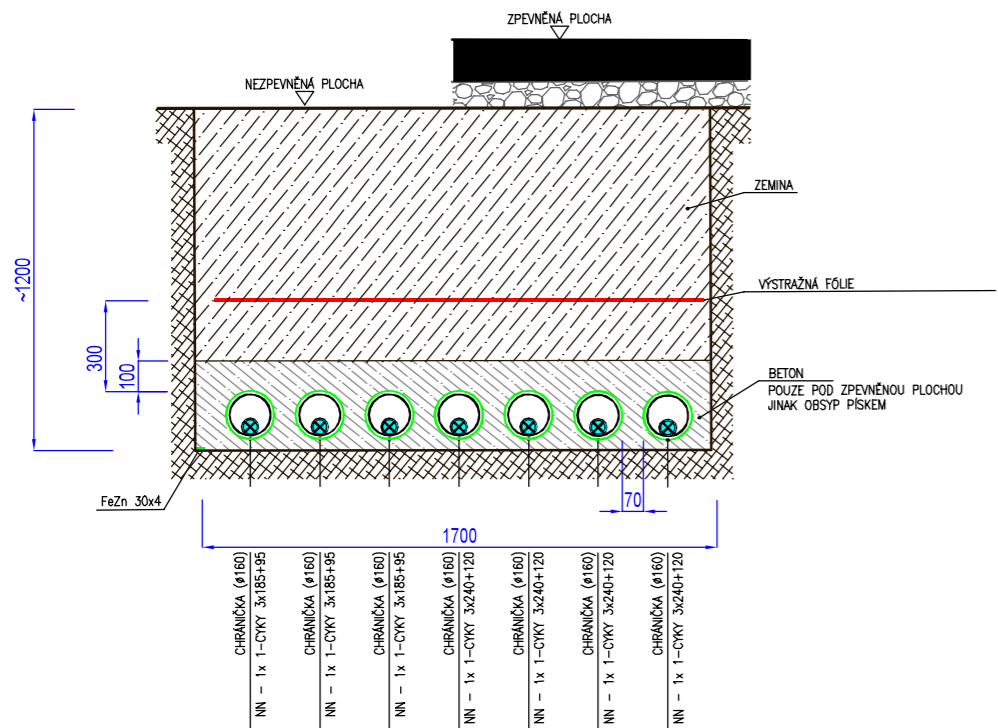 ZPEVNĚNÁ PLOCHA
NEZPEVNĚNÁ PLOCHA
ZEMINA
~1200
VÝSTRAŽNÁ FÓLIE
300
100
BETON
POUZE POD ZPEVNĚNOU PLOCHOU
JINAK OBSYP PÍSKEM
FeZn 30x4
70
1700
CHRÁNIČKA (ø160)
NN - 1x 1-CYKY 3x185+95
CHRÁNIČKA (ø160)
NN - 1x 1-CYKY 3x185+95
CHRÁNIČKA (ø160)
NN - 1x 1-CYKY 3x185+95
CHRÁNIČKA (ø160)
NN - 1x 1-CYKY 3x240+120
CHRÁNIČKA (ø160)
NN - 1x 1-CYKY 3x240+120
CHRÁNIČKA (ø160)
NN - 1x 1-CYKY 3x240+120
CHRÁNIČKA (ø160)
NN - 1x 1-CYKY 3x240+120